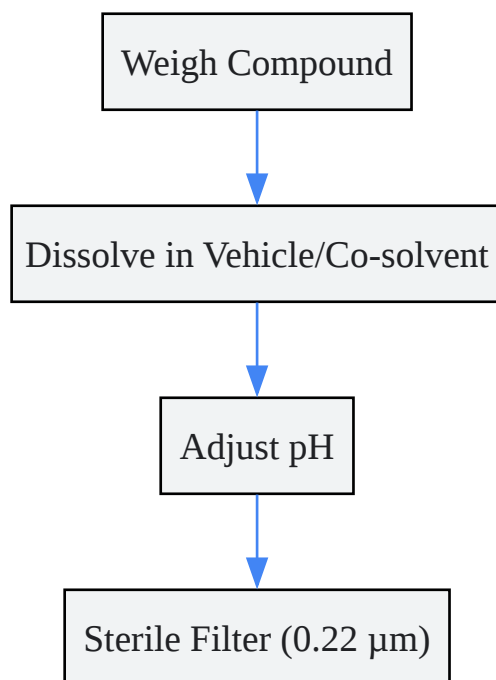 Weigh Compound
Dissolve in Vehicle/Co-solvent
Adjust pH
Sterile Filter (0.22 µm)